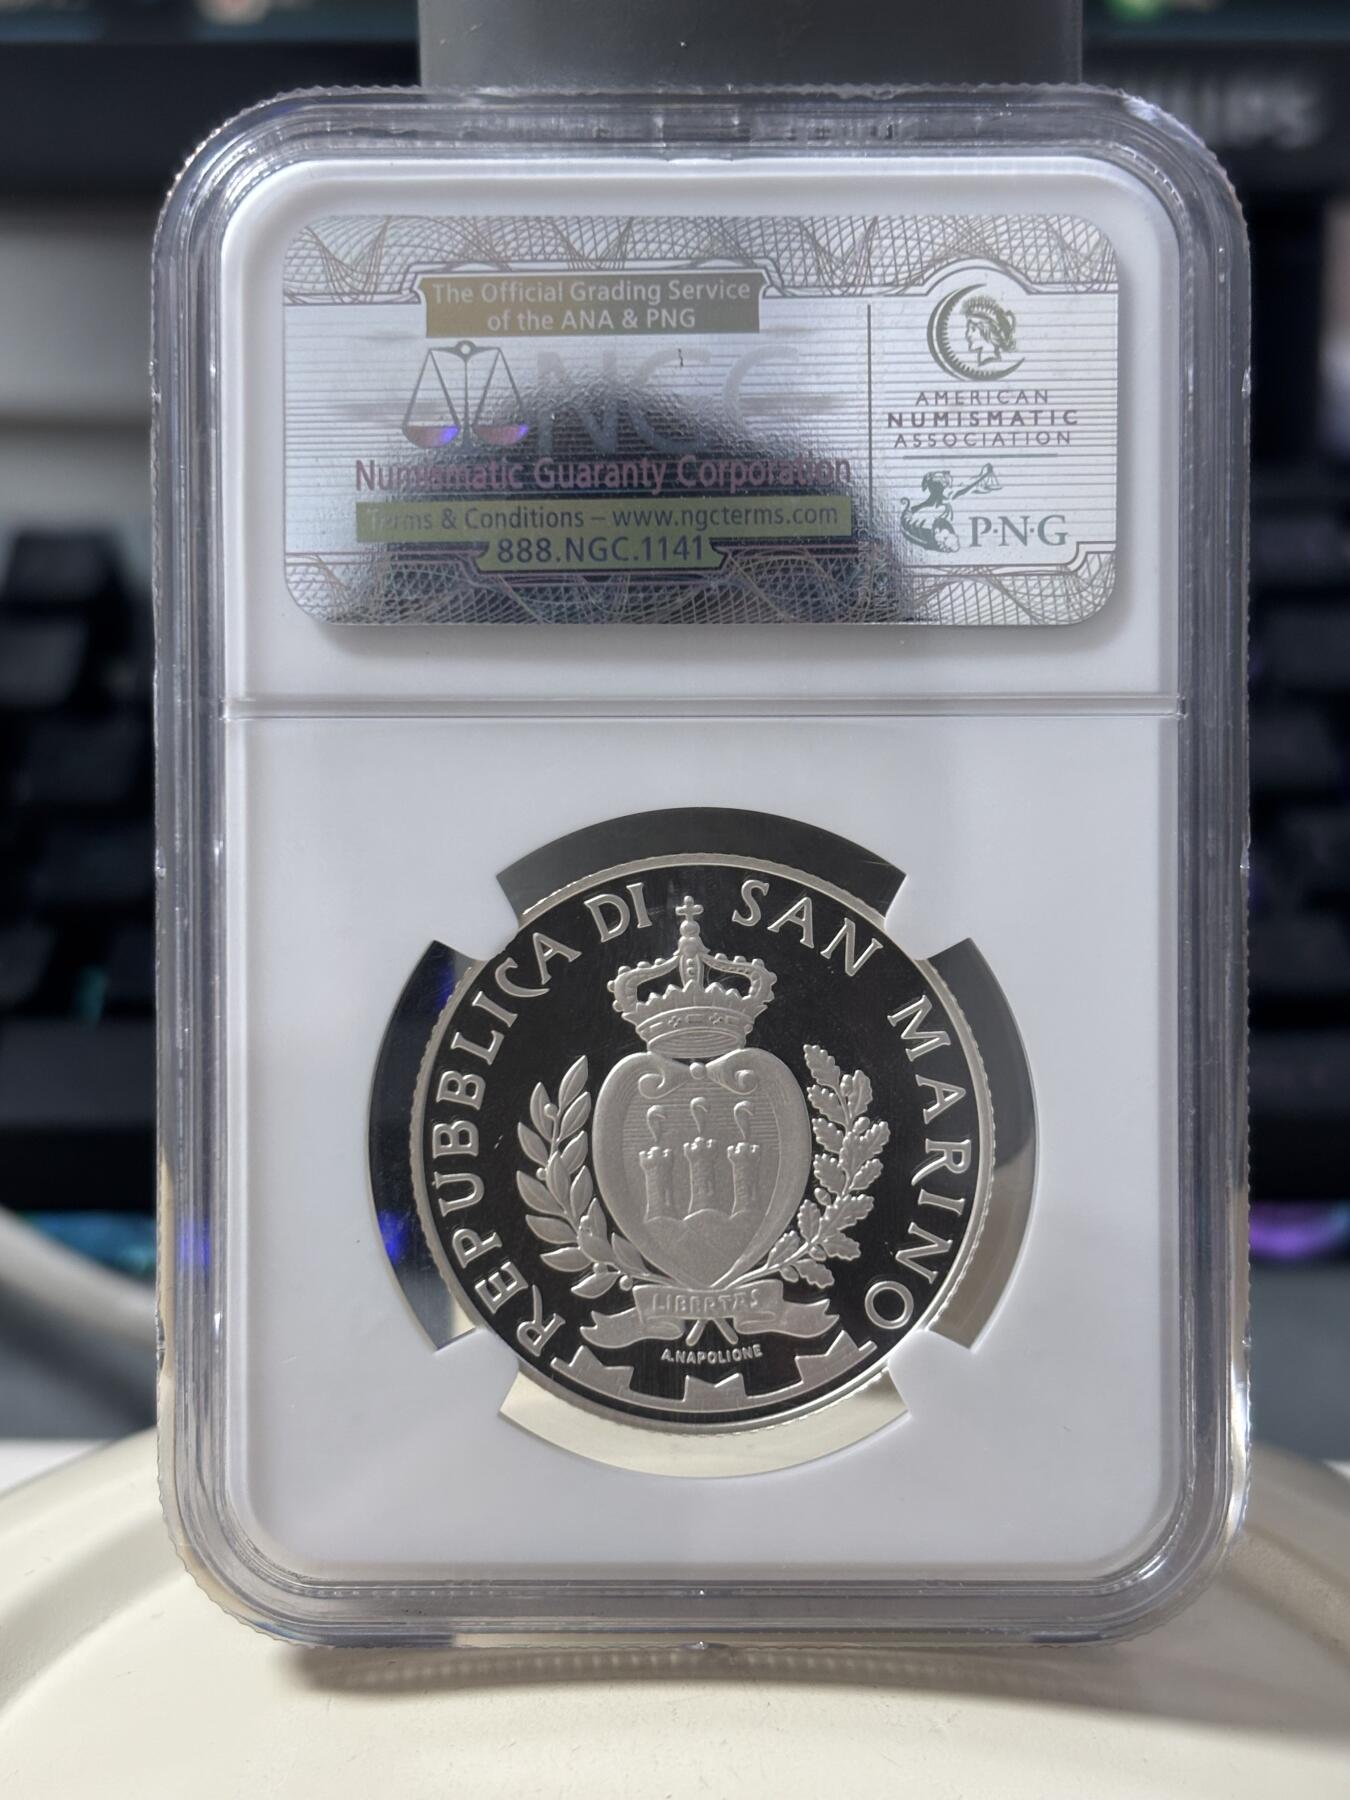 The Official Grading Service
of the ANA & PNG
NGC
Numismatic Guaranty Corporation
Terms & Conditions – www.ngcterms.com
888.NGC.1141
AMERICAN
NUMISMATIC
ASSOCIATION
P·N·G
REPUBBLICA DI SAN MARINO
LIBERTAS
A.NAPOLIONE